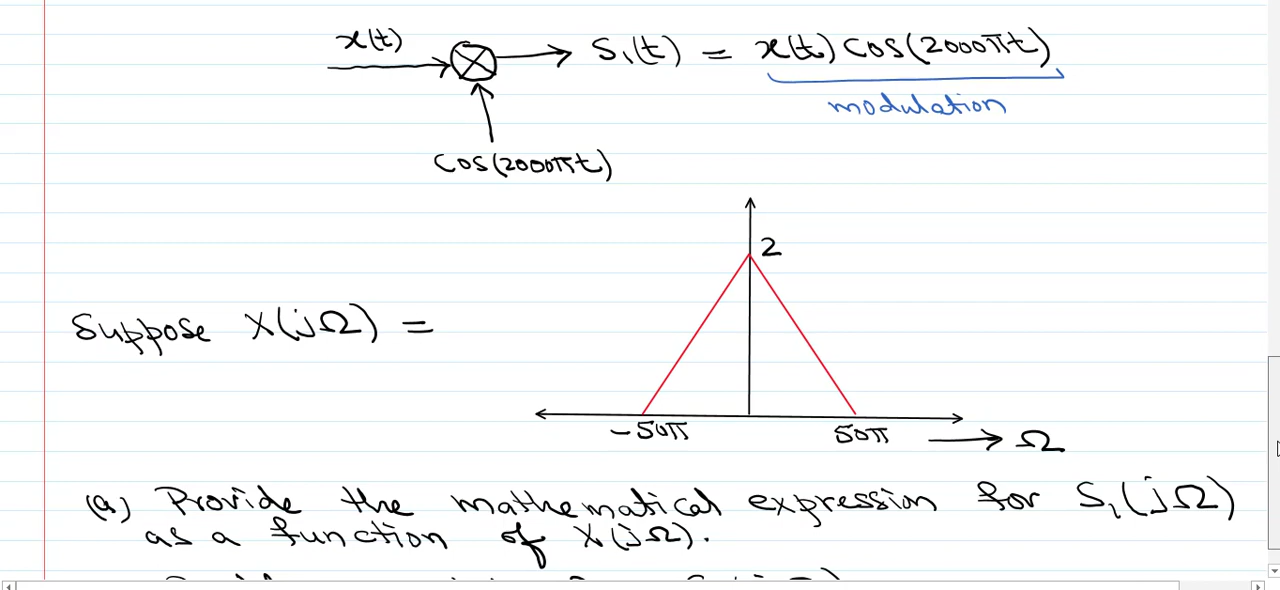 x(t)
S₁(t) = x(t) cos(2000πt)
modulation
cos(2000πt)
2
Suppose X(jΩ) =
-50π 50π Ω
(a) Provide the mathematical expression for S₁(jΩ)
as a function of X(jΩ).